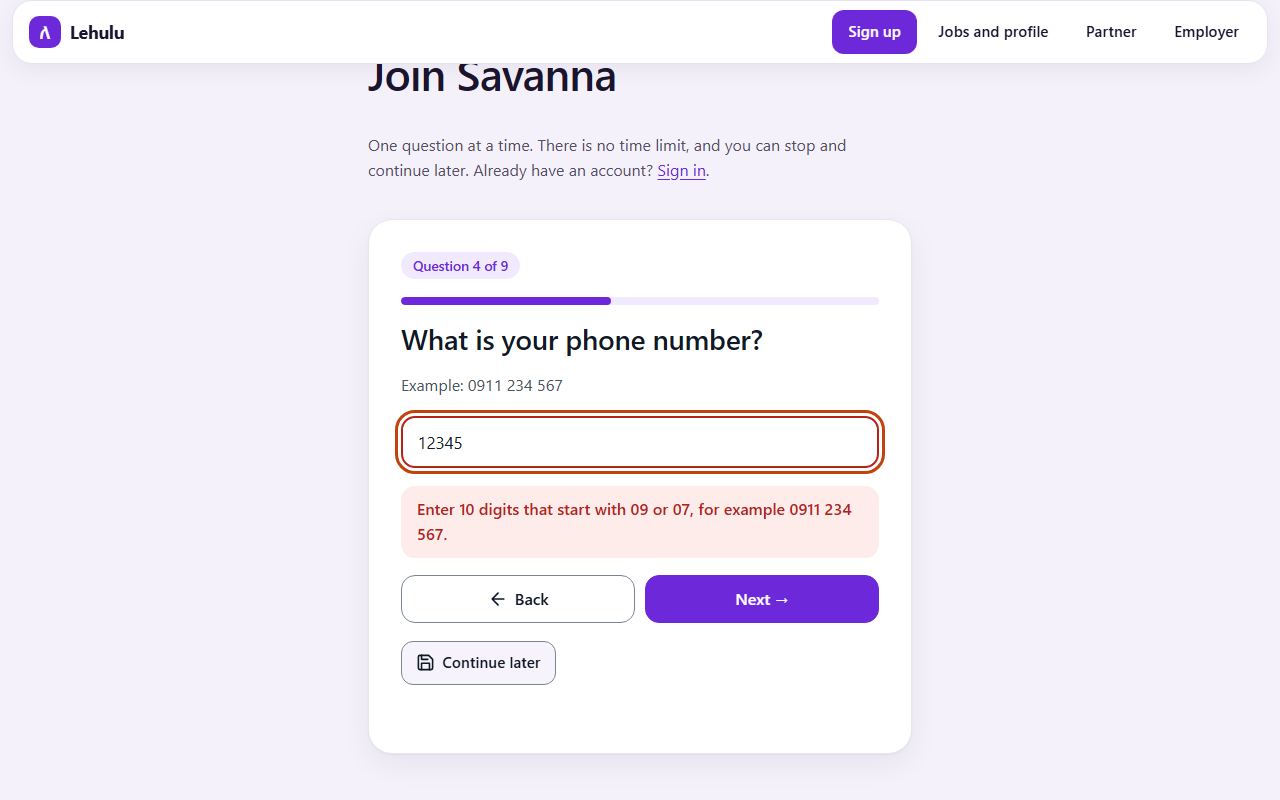 Lehulu
Sign up
Jobs and profile
Partner
Employer
Join Savanna
One question at a time. There is no time limit, and you can stop and
continue later. Already have an account? Sign in.
Question 4 of 9
What is your phone number?
Example: 0911 234 567
12345
Enter 10 digits that start with 09 or 07, for example 0911 234
567.
← Back
Next →
Continue later